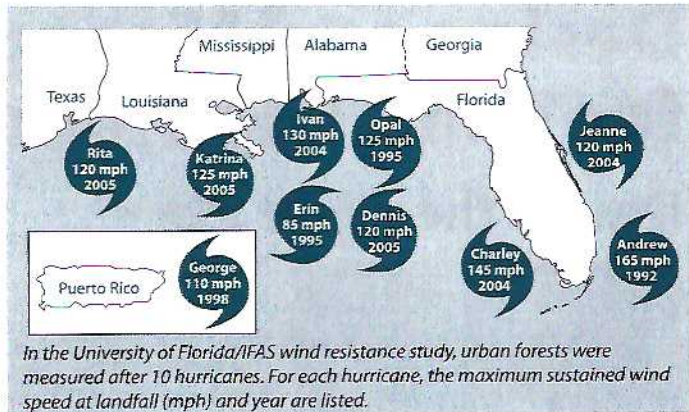 Mississippi
Alabama
Georgia
Texas
Louisiana
Florida
Rita
120 mph
2005
Katrina
125 mph
2005
Ivan
130 mph
2004
Opal
125 mph
1995
Jeanne
120 mph
2004
Erin
85 mph
1995
Dennis
120 mph
2005
Charley
145 mph
2004
Andrew
165 mph
1992
Puerto Rico
George
110 mph
1998
In the University of Florida/IFAS wind resistance study, urban forests were
measured after 10 hurricanes. For each hurricane, the maximum sustained wind
speed at landfall (mph) and year are listed.